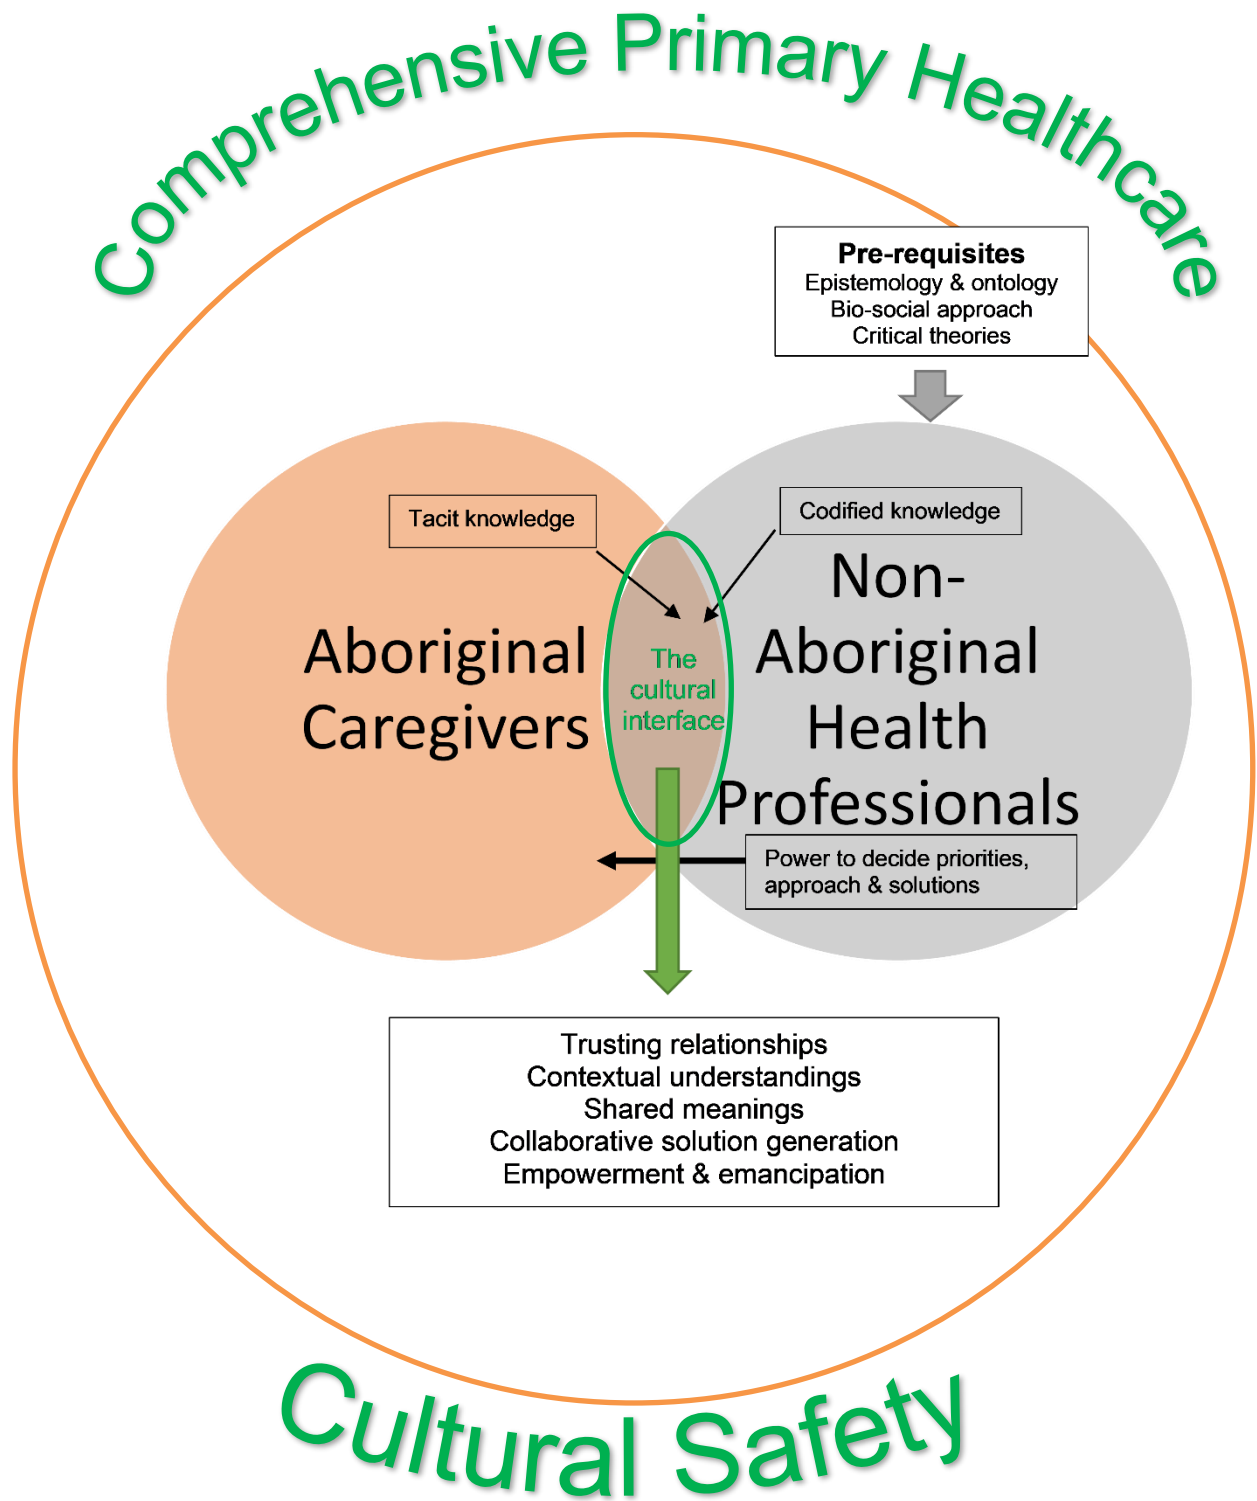 Comprehensive Primary Healthcare
Pre-requisites
Epistemology & ontology
Bio-social approach
Critical theories
Tacit knowledge
Codified knowledge
Aboriginal
Caregivers
The
cultural
interface
Non-
Aboriginal
Health
Professionals
Power to decide priorities,
approach & solutions
Trusting relationships
Contextual understandings
Shared meanings
Collaborative solution generation
Empowerment & emancipation
Cultural Safety